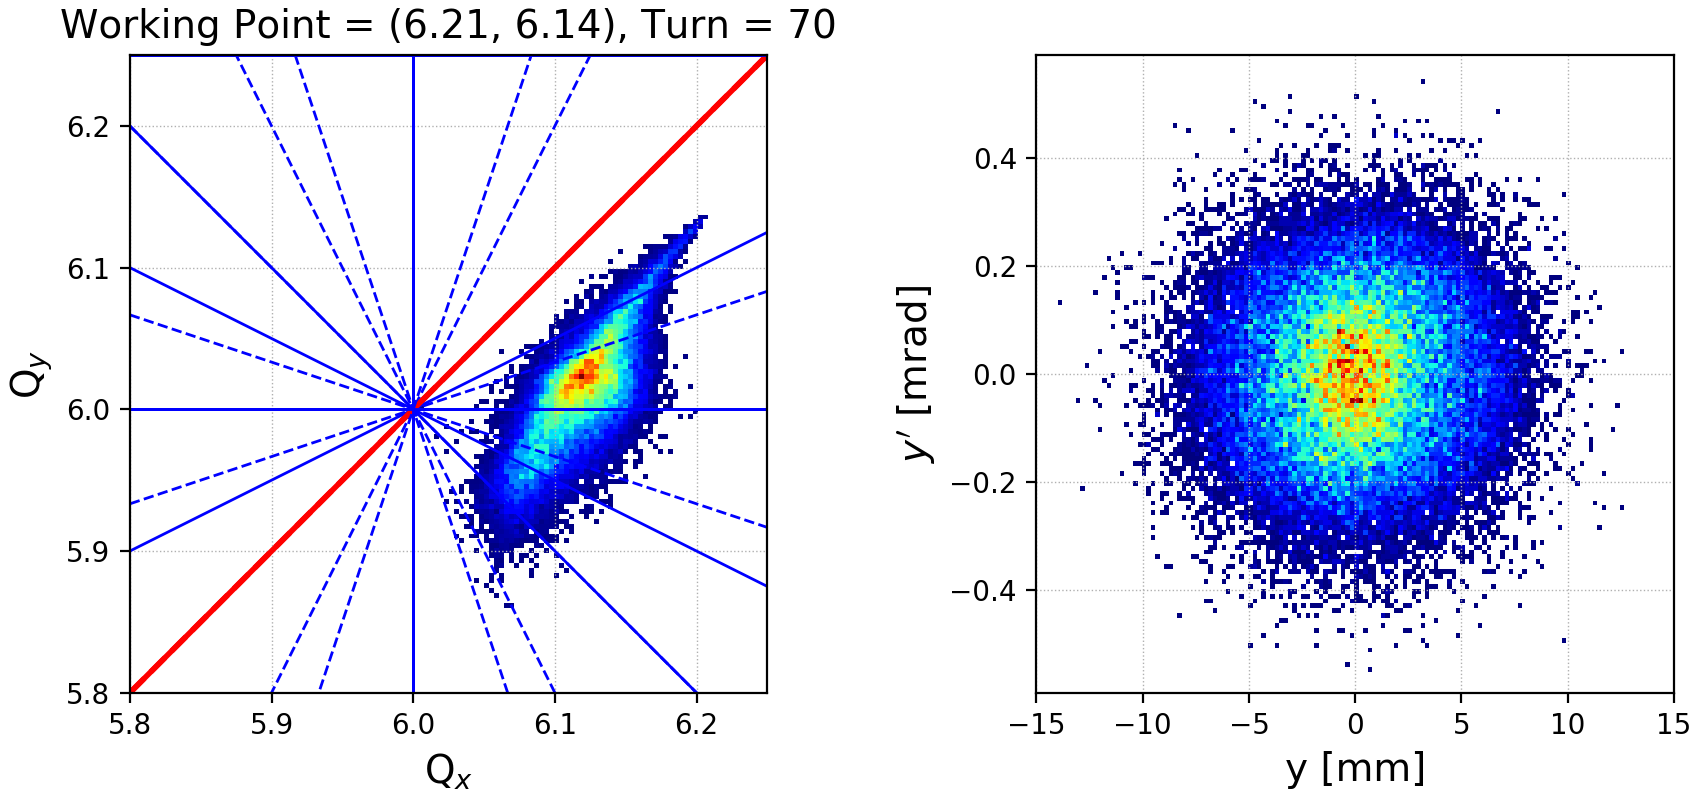 Working Point = (6.21, 6.14), Turn = 70
6.2
6.1
6.0
5.9
5.8
Qy
5.8 5.9 6.0 6.1 6.2
Qx
0.4
0.2
0.0
−0.2
−0.4
y′ [mrad]
−15 −10 −5 0 5 10 15
y [mm]